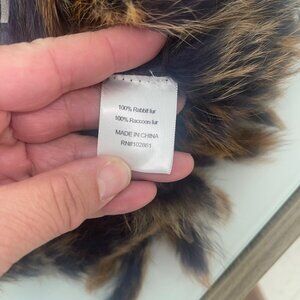 100% Rabbit fur
100% Raccoon fur
MADE IN CHINA
RN#102861